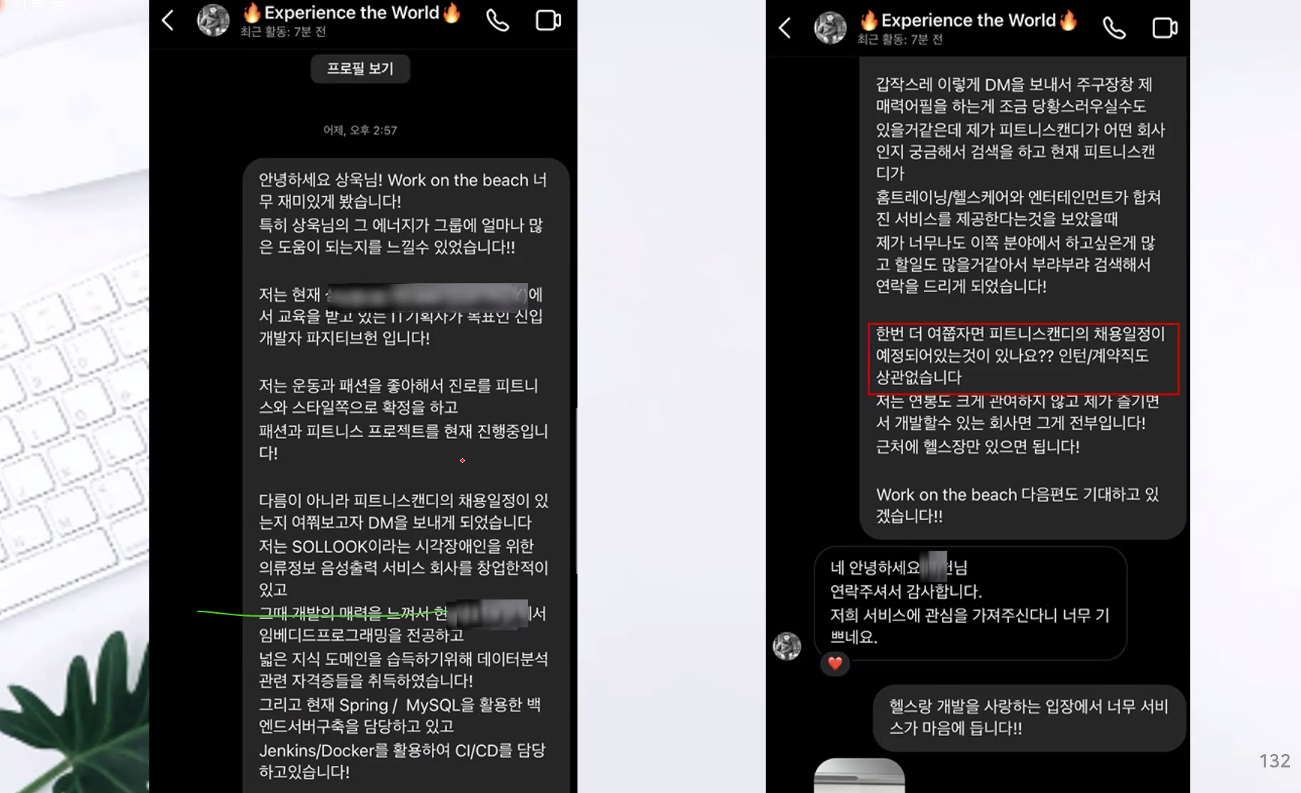 🔥Experience the World🔥
최근 활동: 7분 전
프로필 보기
어제, 오후 2:57
안녕하세요 상욱님! Work on the beach 너
무 재미있게 봤습니다!
특히 상욱님의 그 에너지가 그룹에 얼마나 많
은 도움이 되는지를 느낄수 있었습니다!!
저는 현재
에
서 교육을 받고 있는 IT기획자가 목표인 신입
개발자 파지티브헌 입니다!
저는 운동과 패션을 좋아해서 진로를 피트니
스와 스타일쪽으로 확정을 하고
패션과 피트니스 프로젝트를 현재 진행중입니
다!
다름이 아니라 피트니스캔디의 채용일정이 있
는지 여쭤보고자 DM을 보내게 되었습니다
저는 SOLLOOK이라는 시각장애인을 위한
의류정보 음성출력 서비스 회사를 창업한적이
있고
그때 개발의 매력을 느껴서 현 서
임베디드프로그래밍을 전공하고
넓은 지식 도메인을 습득하기위해 데이터분석
관련 자격증들을 취득하였습니다!
그리고 현재 Spring / MySQL을 활용한 백
엔드서버구축을 담당하고 있고
Jenkins/Docker를 활용하여 CI/CD를 담당
하고있습니다!
🔥Experience the World🔥
최근 활동: 7분 전
갑작스레 이렇게 DM을 보내서 주구장창 제
매력어필을 하는게 조금 당황스러우실수도
있을거같은데 제가 피트니스캔디가 어떤 회사
인지 궁금해서 검색을 하고 현재 피트니스캔
디가
홈트레이닝/헬스케어와 엔터테인먼트가 합쳐
진 서비스를 제공한다는것을 보았을때
제가 너무나도 이쪽 분야에서 하고싶은게 많
고 할일도 많을거같아서 부랴부랴 검색해서
연락을 드리게 되었습니다!
한번 더 여쭙자면 피트니스캔디의 채용일정이
예정되어있는것이 있나요?? 인턴/계약직도
상관없습니다
저는 연봉도 크게 관여하지 않고 제가 즐기면
서 개발할수 있는 회사면 그게 전부입니다!
근처에 헬스장만 있으면 됩니다!
Work on the beach 다음편도 기대하고 있
겠습니다!!
네 안녕하세요 헌님
연락주셔서 감사합니다.
저희 서비스에 관심을 가져주신다니 너무 기
쁘네요.
❤️
헬스랑 개발을 사랑하는 입장에서 너무 서비
스가 마음에 듭니다!!
132